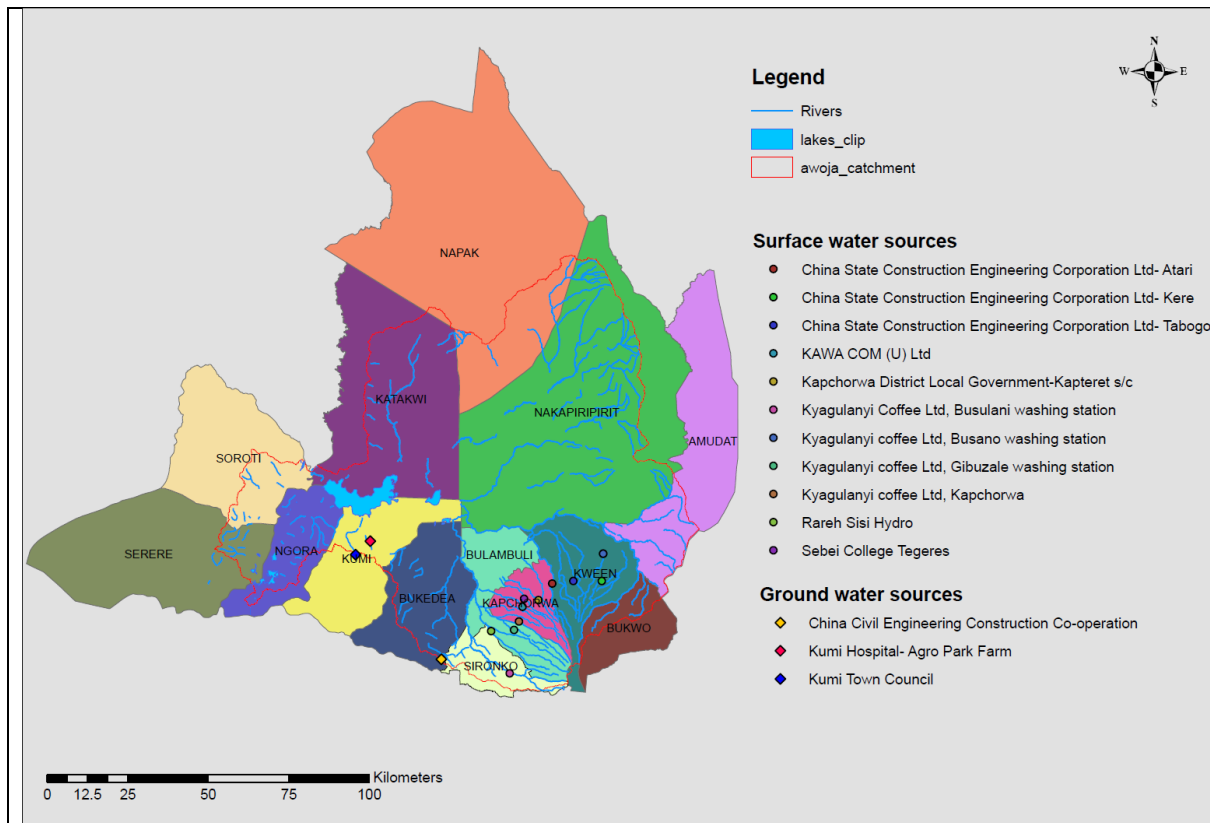 N
W E
S
Legend
Rivers
lakes_clip
awoja_catchment
Surface water sources
China State Construction Engineering Corporation Ltd- Atari
China State Construction Engineering Corporation Ltd- Kere
China State Construction Engineering Corporation Ltd- Tabogo
KAWA COM (U) Ltd
Kapchorwa District Local Government-Kapteret s/c
Kyagulanyi Coffee Ltd, Busulani washing station
Kyagulanyi coffee Ltd, Busano washing station
Kyagulanyi coffee Ltd, Gibuzale washing station
Kyagulanyi coffee Ltd, Kapchorwa
Rareh Sisi Hydro
Sebei College Tegeres
Ground water sources
China Civil Engineering Construction Co-operation
Kumi Hospital- Agro Park Farm
Kumi Town Council
NAPAK
KATAKWI
NAKAPIRIPIRIT
AMUDAT
SOROTI
SERERE
NGORA
KUMI
BULAMBULI
KWEEN
BUKEDEA
KAPCHORWA
BUKWO
SIRONKO
Kilometers
0 12.5 25 50 75 100